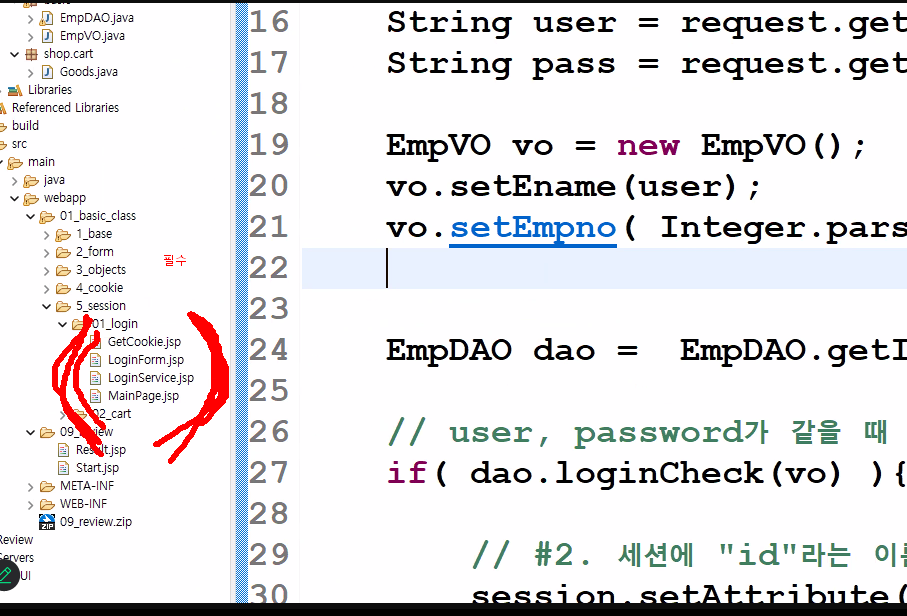 EmpDAO.java
EmpVO.java
shop.cart
Goods.java
Libraries
Referenced Libraries
build
src
main
java
webapp
01_basic_class
1_base
2_form
3_objects
필수
4_cookie
5_session
01_login
GetCookie.jsp
LoginForm.jsp
LoginService.jsp
MainPage.jsp
02_cart
09_review
Result.jsp
Start.jsp
META-INF
WEB-INF
09_review.zip
Review
Servers
UI
16 String user = request.get
17 String pass = request.get
18
19 EmpVO vo = new EmpVO();
20 vo.setEname(user);
21 vo.setEmpno( Integer.pars
22
23
24 EmpDAO dao =  EmpDAO.getI
25
26 // user, password가 같을 때
27 if( dao.loginCheck(vo) ){
28
29 // #2. 세션에 "id"라는 이름
30 session.setAttribute(